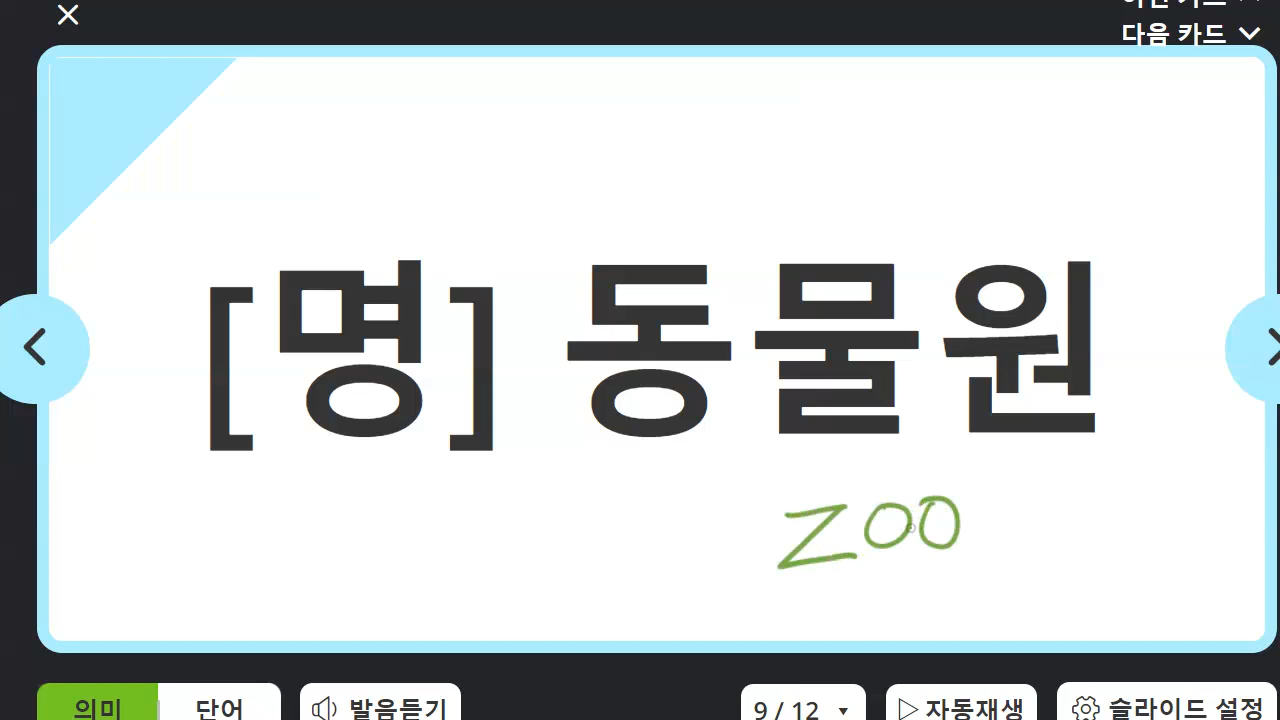 다음 카드
[명] 동물원
zoo
의미
단어
발음듣기
9 / 12
자동재생
슬라이드 설정